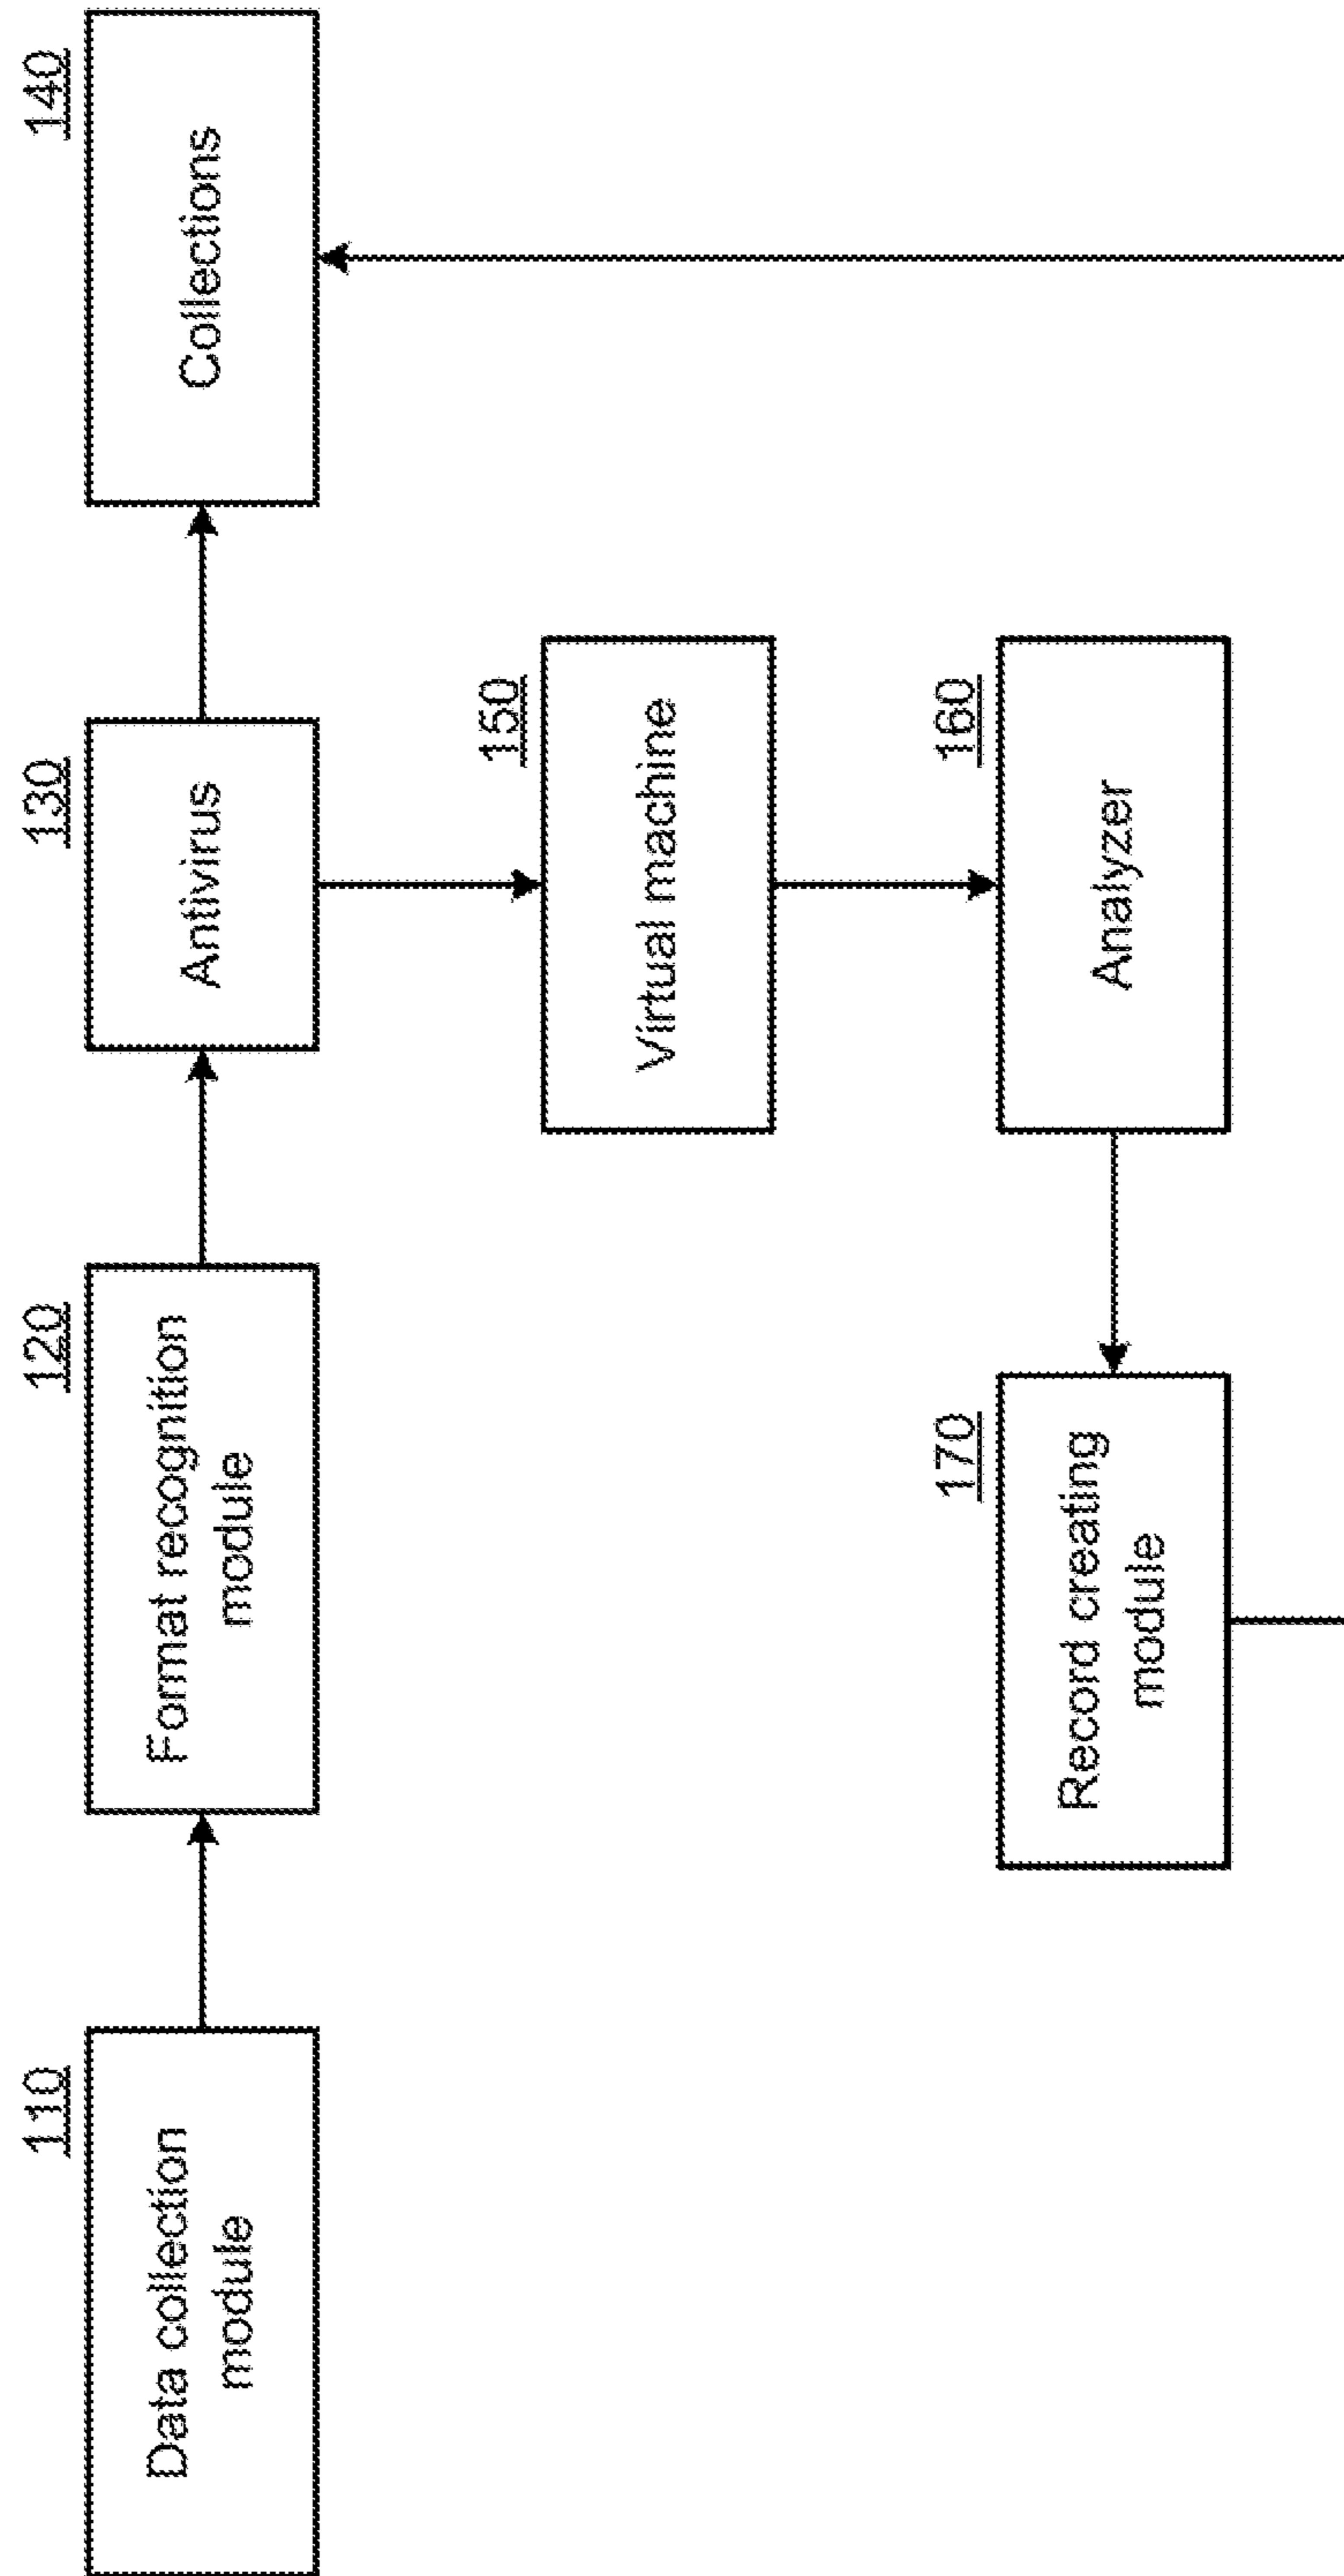 110
Data collection
module
120
Format recognition
module
130
Antivirus
140
Collections
150
Virtual machine
160
Analyzer
170
Record creating
module